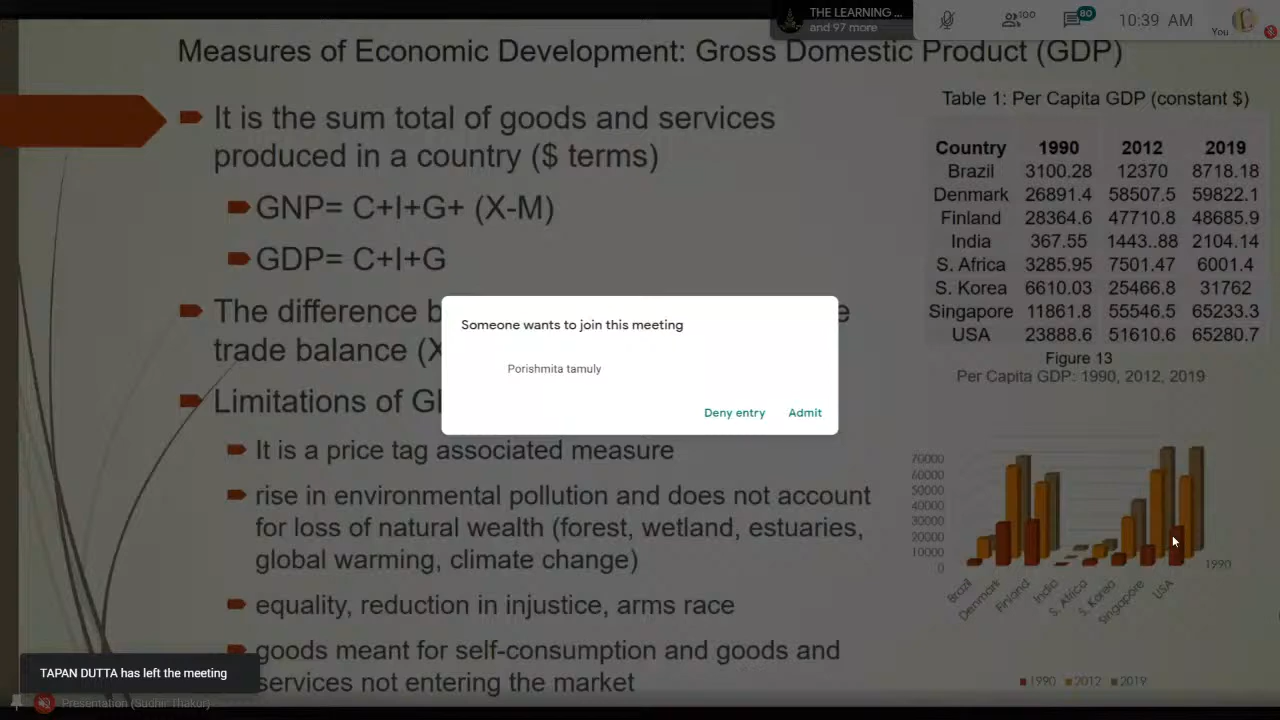 THE LEARNING ...
and 97 more
100
80
10:39 AM
You
Measures of Economic Development: Gross Domestic Product (GDP)
It is the sum total of goods and services
produced in a country ($ terms)
GNP= C+I+G+ (X-M)
GDP= C+I+G
The difference b
e
trade balance (X
Limitations of G
It is a price tag associated measure
rise in environmental pollution and does not account
for loss of natural wealth (forest, wetland, estuaries,
global warming, climate change)
equality, reduction in injustice, arms race
goods meant for self-consumption and goods and
services not entering the market
Table 1: Per Capita GDP (constant $)
Country 1990 2012 2019
Brazil 3100.28 12370 8718.18
Denmark 26891.4 58507.5 59822.1
Finland 28364.6 47710.8 48685.9
India 367.55 1443..88 2104.14
S. Africa 3285.95 7501.47 6001.4
S. Korea 6610.03 25466.8 31762
Singapore 11861.8 55546.5 65233.3
USA 23888.6 51610.6 65280.7
Figure 13
Per Capita GDP: 1990, 2012, 2019
70000
60000
50000
40000
30000
20000
10000
0
1990
Brazil
Denmark
Finland
India
S. Africa
S. Korea
Singapore
USA
1990 2012 2019
Someone wants to join this meeting
Porishmita tamuly
Deny entry Admit
TAPAN DUTTA has left the meeting
Presentation (Sudhir Thakur)